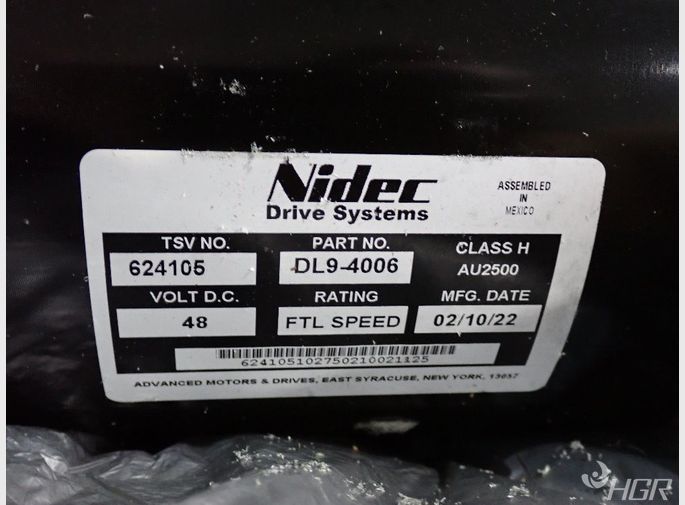 Nidec
Drive Systems
ASSEMBLED
IN
MEXICO
TSV NO. PART NO. CLASS H
624105 DL9-4006 AU2500
VOLT D.C. RATING MFG. DATE
48 FTL SPEED 02/10/22
624105102750210021125
ADVANCED MOTORS & DRIVES, EAST SYRACUSE, NEW YORK, 13057
HGR